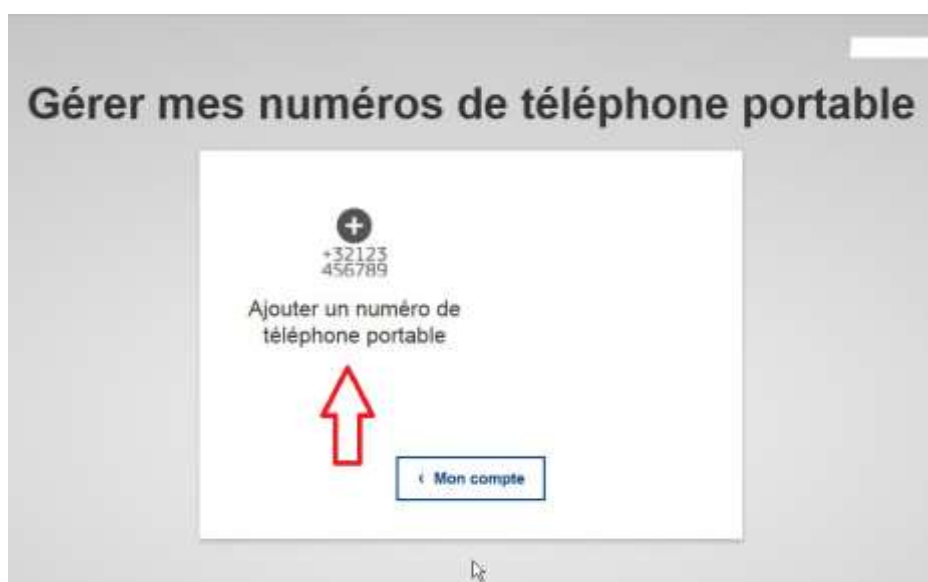 Gérer mes numéros de téléphone portable
+32123
456789
Ajouter un numéro de
téléphone portable
‹ Mon compte